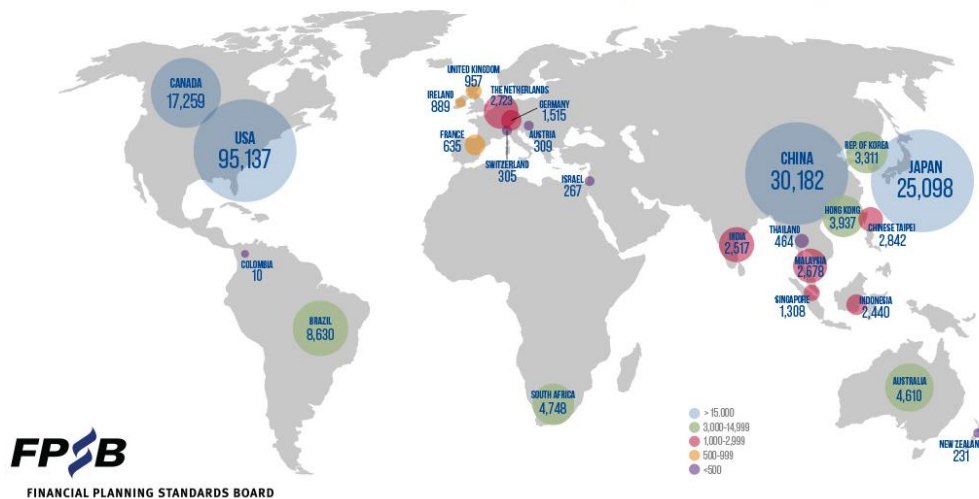 CANADA
17,259
USA
95,137
COLOMBIA
10
BRAZIL
8,630
UNITED KINGDOM
957
IRELAND
889
THE NETHERLANDS
2,723
GERMANY
1,515
FRANCE
635
AUSTRIA
309
SWITZERLAND
305
ISRAEL
267
SOUTH AFRICA
4,748
CHINA
30,182
REP. OF KOREA
3,311
JAPAN
25,098
HONG KONG
3,937
CHINESE TAIPEI
2,842
INDIA
2,517
THAILAND
464
MALAYSIA
2,678
SINGAPORE
1,308
INDONESIA
2,440
AUSTRALIA
4,610
NEW ZEALAN
231
> 15.000
3,000-14,999
1,000-2,999
500-999
<500
FPSB
FINANCIAL PLANNING STANDARDS BOARD